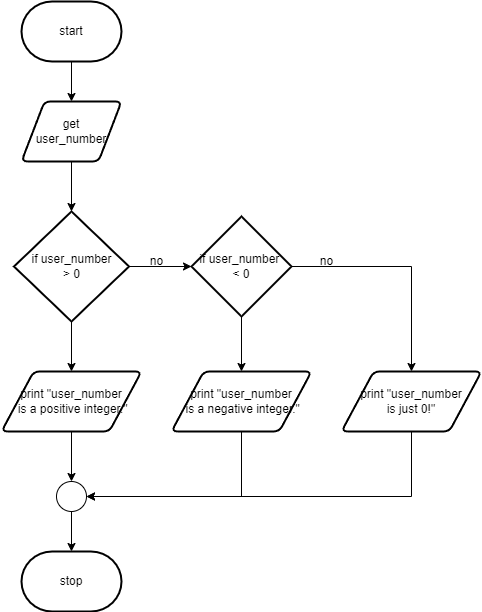 start
get
user_number
if user_number
> 0
no
if user_number
< 0
no
print "user_number
is a positive integer."
print "user_number
is a negative integer."
print "user_number
is just 0!"
stop